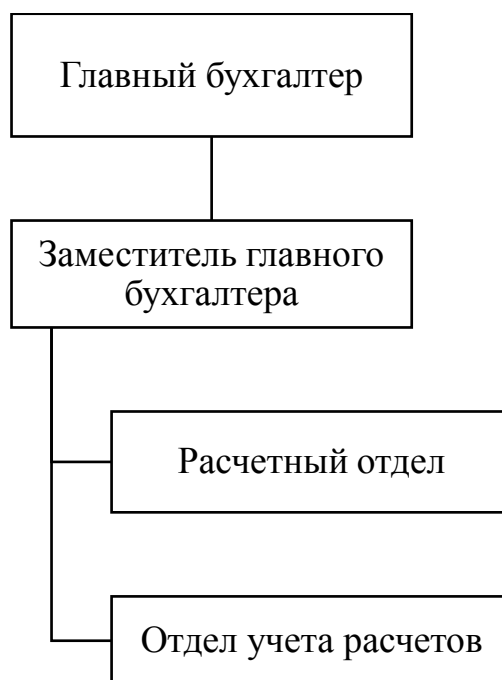 Главный бухгалтер
Заместитель главного
бухгалтера
Расчетный отдел
Отдел учета расчетов